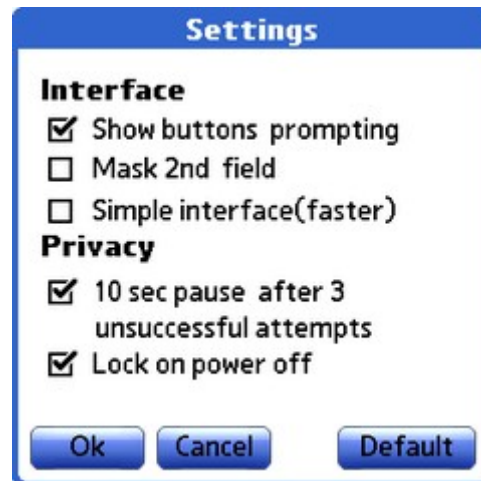 Settings
Interface
Show buttons prompting
Mask 2nd field
Simple interface(faster)
Privacy
10 sec pause after 3
unsuccessful attempts
Lock on power off
Ok Cancel Default